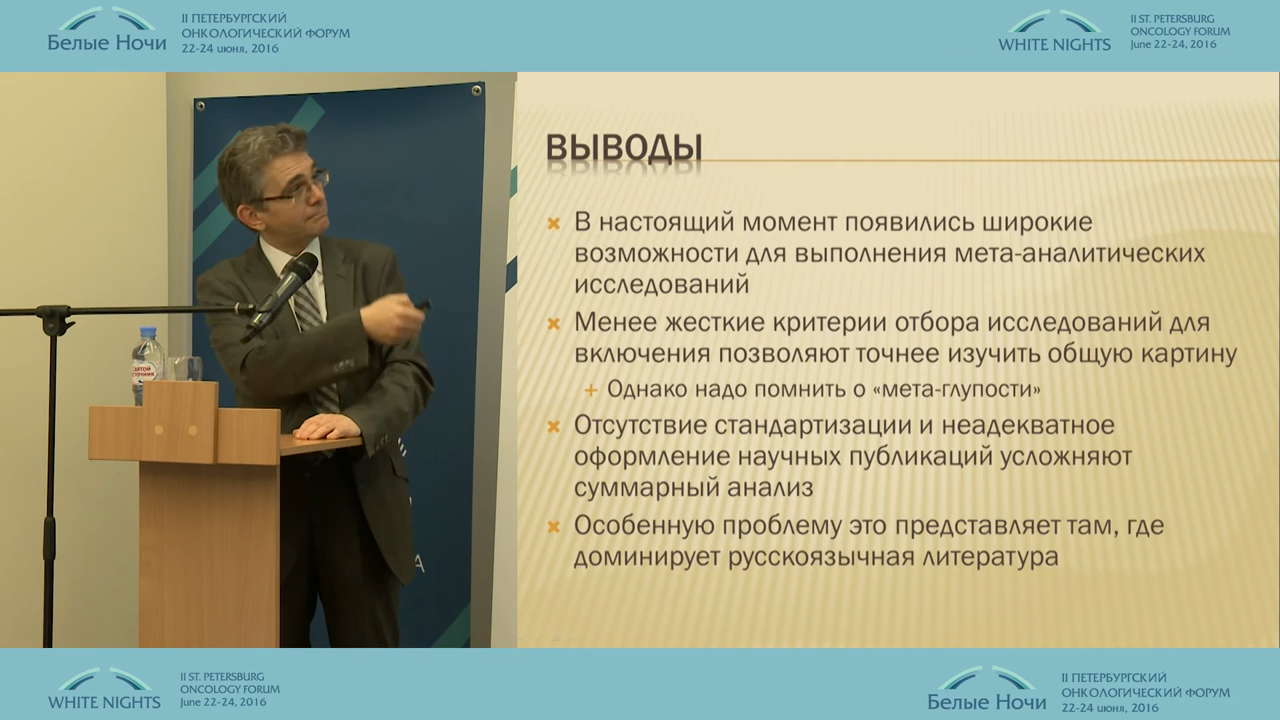 Белые Ночи
II ПЕТЕРБУРГСКИЙ
ОНКОЛОГИЧЕСКИЙ ФОРУМ
22-24 июня, 2016
WHITE NIGHTS
II ST. PETERSBURG
ONCOLOGY FORUM
June 22-24, 2016
ВЫВОДЫ
В настоящий момент появились широкие
возможности для выполнения мета-аналитических
исследований
Менее жесткие критерии отбора исследований для
включения позволяют точнее изучить общую картину
Однако надо помнить о «мета-глупости»
Отсутствие стандартизации и неадекватное
оформление научных публикаций усложняют
суммарный анализ
Особенную проблему это представляет там, где
доминирует русскоязычная литература
WHITE NIGHTS
II ST. PETERSBURG
ONCOLOGY FORUM
June 22-24, 2016
Белые Ночи
II ПЕТЕРБУРГСКИЙ
ОНКОЛОГИЧЕСКИЙ ФОРУМ
22-24 июня, 2016